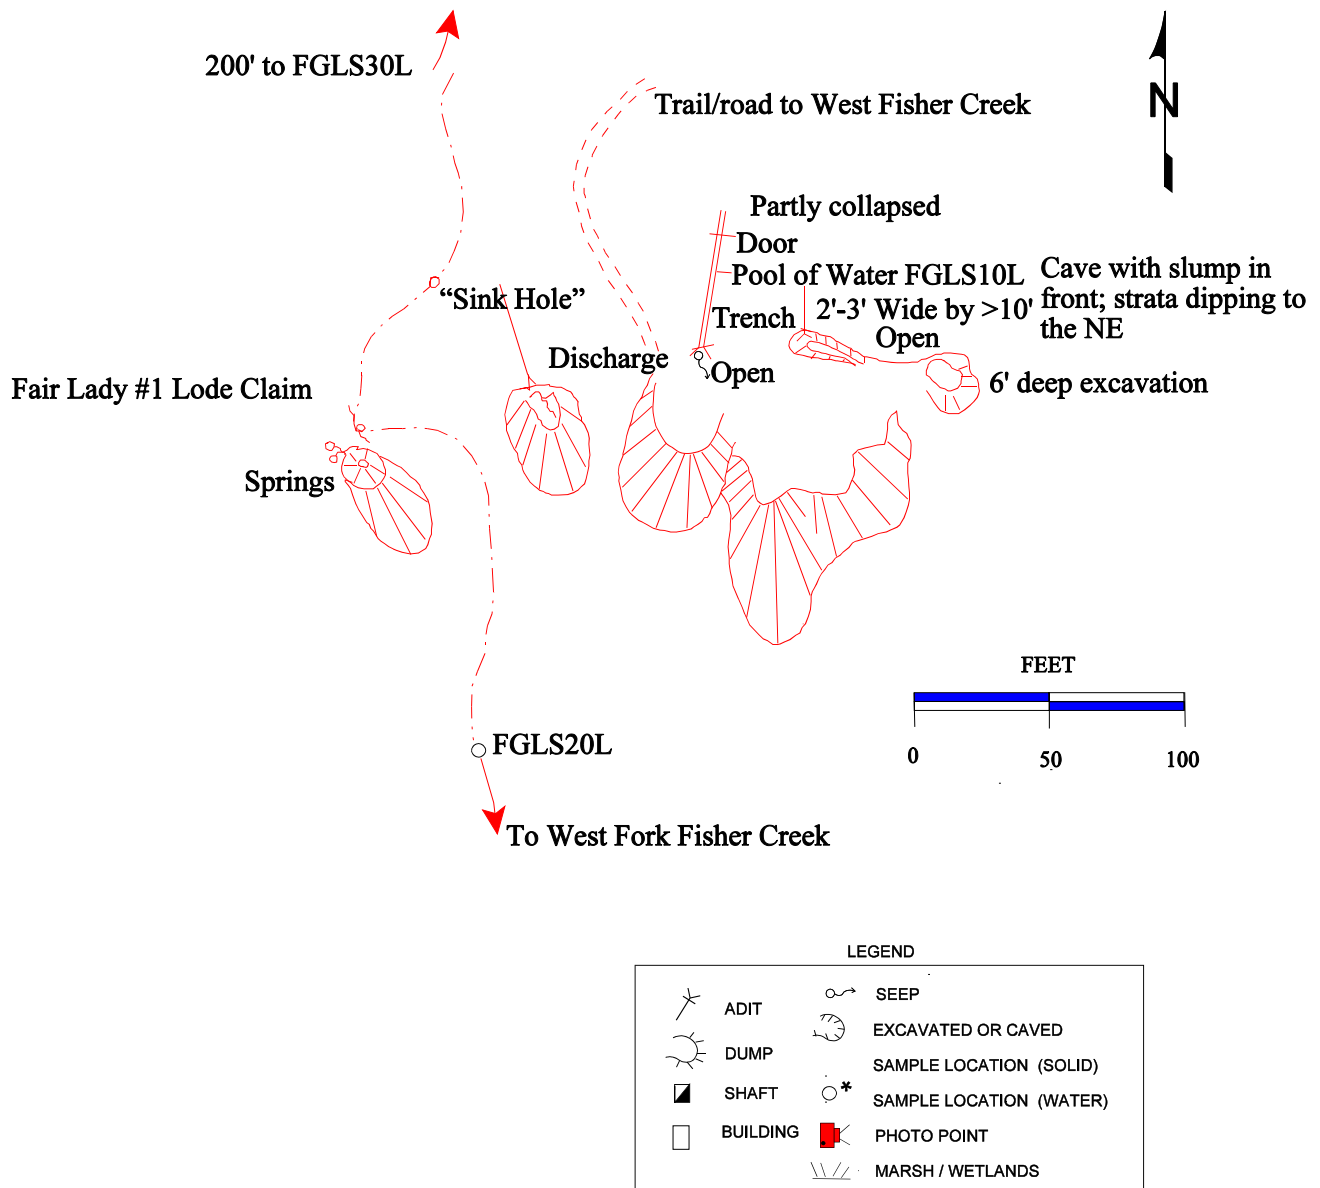 200' to FGLS30L
Trail/road to West Fisher Creek
N
Partly collapsed
Door
Pool of Water FGLS10L
Cave with slump in
front; strata dipping to
the NE
“Sink Hole”
Trench
2'-3' Wide by >10'
Open
Discharge
Open
Fair Lady #1 Lode Claim
6' deep excavation
Springs
FEET
0
50
100
FGLS20L
To West Fork Fisher Creek
LEGEND
ADIT
DUMP
SHAFT
BUILDING
SEEP
EXCAVATED OR CAVED
SAMPLE LOCATION (SOLID)
* SAMPLE LOCATION (WATER)
PHOTO POINT
MARSH / WETLANDS